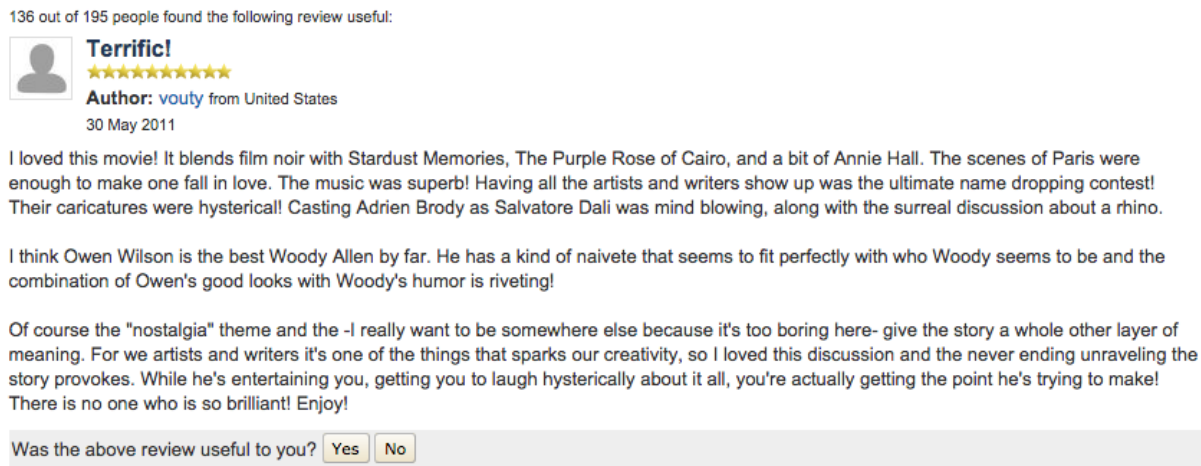 136 out of 195 people found the following review useful:
Terrific!
Author: vouty from United States
30 May 2011
I loved this movie! It blends film noir with Stardust Memories, The Purple Rose of Cairo, and a bit of Annie Hall. The scenes of Paris were
enough to make one fall in love. The music was superb! Having all the artists and writers show up was the ultimate name dropping contest!
Their caricatures were hysterical! Casting Adrien Brody as Salvatore Dali was mind blowing, along with the surreal discussion about a rhino.
I think Owen Wilson is the best Woody Allen by far. He has a kind of naivete that seems to fit perfectly with who Woody seems to be and the
combination of Owen's good looks with Woody's humor is riveting!
Of course the "nostalgia" theme and the -I really want to be somewhere else because it's too boring here- give the story a whole other layer of
meaning. For we artists and writers it's one of the things that sparks our creativity, so I loved this discussion and the never ending unraveling the
story provokes. While he's entertaining you, getting you to laugh hysterically about it all, you're actually getting the point he's trying to make!
There is no one who is so brilliant! Enjoy!
Was the above review useful to you? Yes No